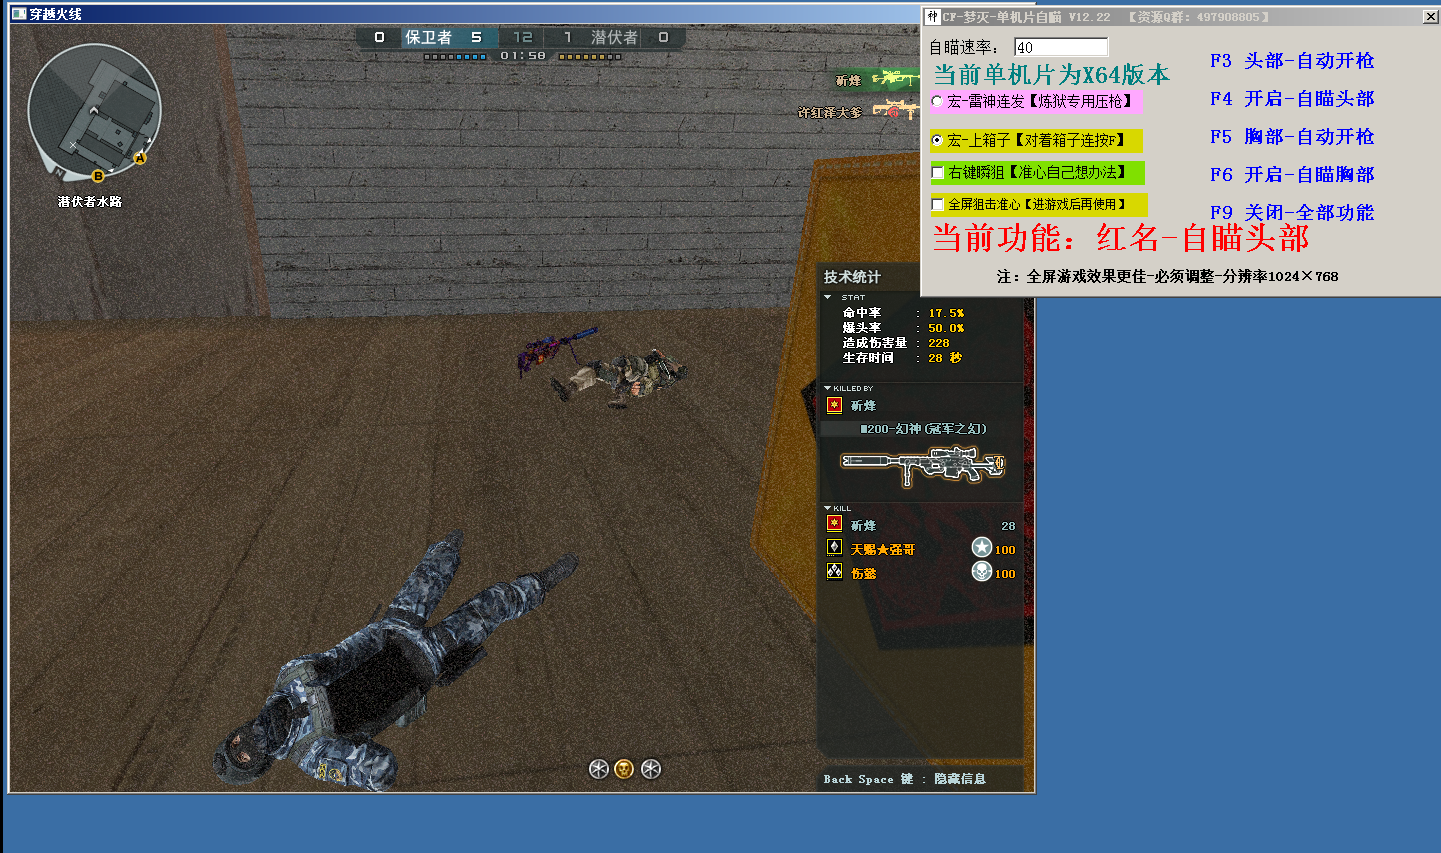 穿越火线
0 保卫者 5 12 1 潜伏者 0
01:58
斫烽
许红泽大爹
N
A
B
潜伏者水路
技术统计
STAT
命中率 : 17.5%
爆头率 : 50.0%
造成伤害量 : 228
生存时间 : 28 秒
KILLED BY
斫烽
M200-幻神(冠军之幻)
KILL
斫烽 28
天赐★强哥 100
伤懿 100
Back Space 键 : 隐藏信息
神 CF-梦灭-单机片自瞄 V12.22 【资源Q群: 497908805】
自瞄速率: 40
当前单机片为X64版本
宏-雷神连发【炼狱专用压枪】
宏-上箱子【对着箱子连按F】
右键瞬狙【准心自己想办法】
全屏狙击准心【进游戏后再使用】
F3 头部-自动开枪
F4 开启-自瞄头部
F5 胸部-自动开枪
F6 开启-自瞄胸部
F9 关闭-全部功能
当前功能: 红名-自瞄头部
注: 全屏游戏效果更佳-必须调整-分辨率1024×768